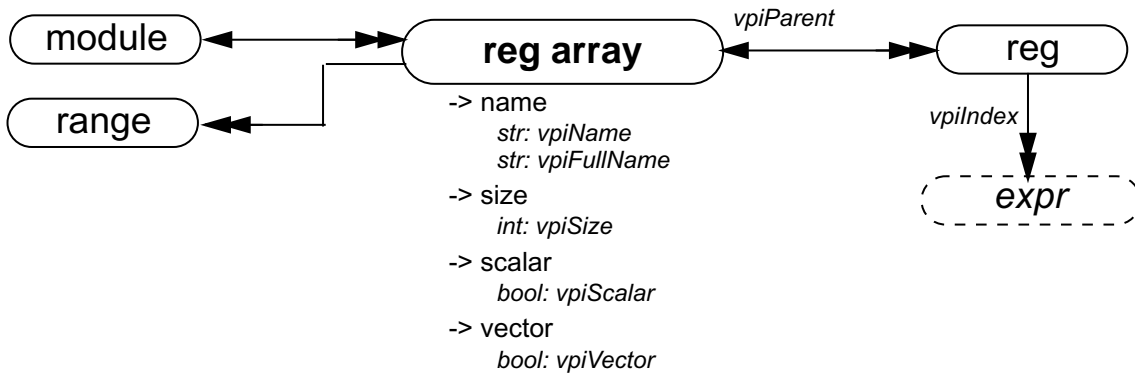 module
reg array
vpiParent
reg
range
vpiIndex
expr
-> name
str: vpiName
str: vpiFullName
-> size
int: vpiSize
-> scalar
bool: vpiScalar
-> vector
bool: vpiVector